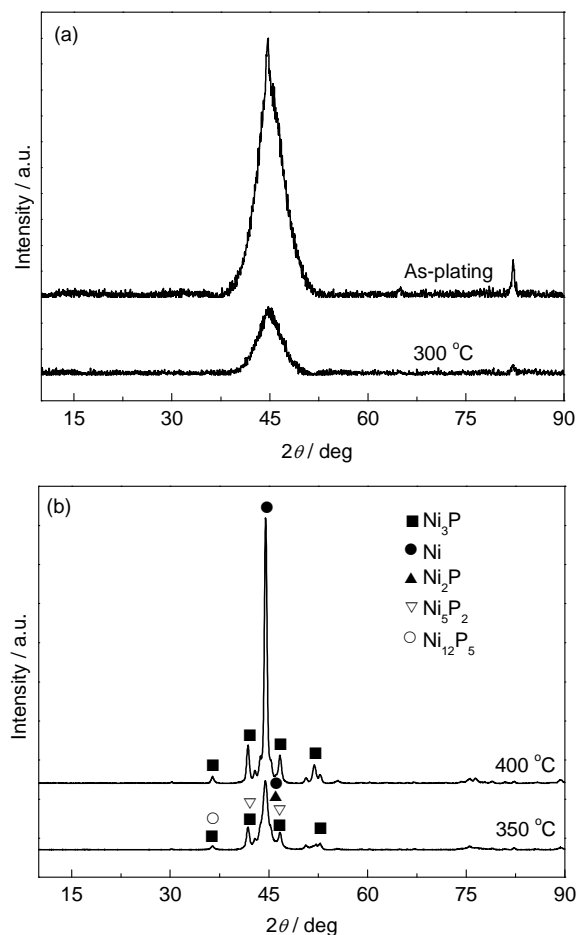 (a)
Intensity / a.u.
As-plating
300 °C
15 30 45 60 75 90
2θ / deg
(b)
Intensity / a.u.
■ Ni₃P
● Ni
▲ Ni₂P
▽ Ni₅P₂
○ Ni₁₂P₅
400 °C
350 °C
15 30 45 60 75 90
2θ / deg